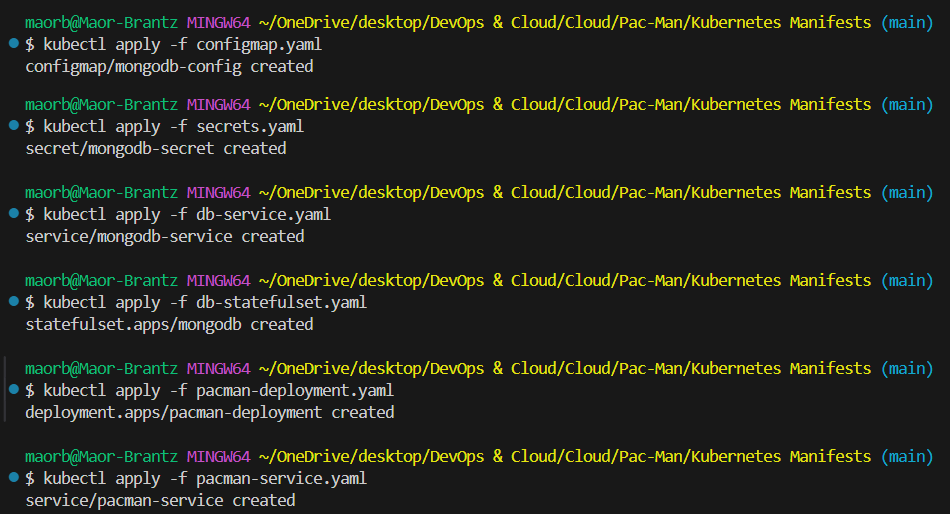 maorb@Maor-Brantz MINGW64 ~/OneDrive/desktop/DevOps & Cloud/Cloud/Pac-Man/Kubernetes Manifests (main)
$ kubectl apply -f configmap.yaml
configmap/mongodb-config created
maorb@Maor-Brantz MINGW64 ~/OneDrive/desktop/DevOps & Cloud/Cloud/Pac-Man/Kubernetes Manifests (main)
$ kubectl apply -f secrets.yaml
secret/mongodb-secret created
maorb@Maor-Brantz MINGW64 ~/OneDrive/desktop/DevOps & Cloud/Cloud/Pac-Man/Kubernetes Manifests (main)
$ kubectl apply -f db-service.yaml
service/mongodb-service created
maorb@Maor-Brantz MINGW64 ~/OneDrive/desktop/DevOps & Cloud/Cloud/Pac-Man/Kubernetes Manifests (main)
$ kubectl apply -f db-statefulset.yaml
statefulset.apps/mongodb created
maorb@Maor-Brantz MINGW64 ~/OneDrive/desktop/DevOps & Cloud/Cloud/Pac-Man/Kubernetes Manifests (main)
$ kubectl apply -f pacman-deployment.yaml
deployment.apps/pacman-deployment created
maorb@Maor-Brantz MINGW64 ~/OneDrive/desktop/DevOps & Cloud/Cloud/Pac-Man/Kubernetes Manifests (main)
$ kubectl apply -f pacman-service.yaml
service/pacman-service created